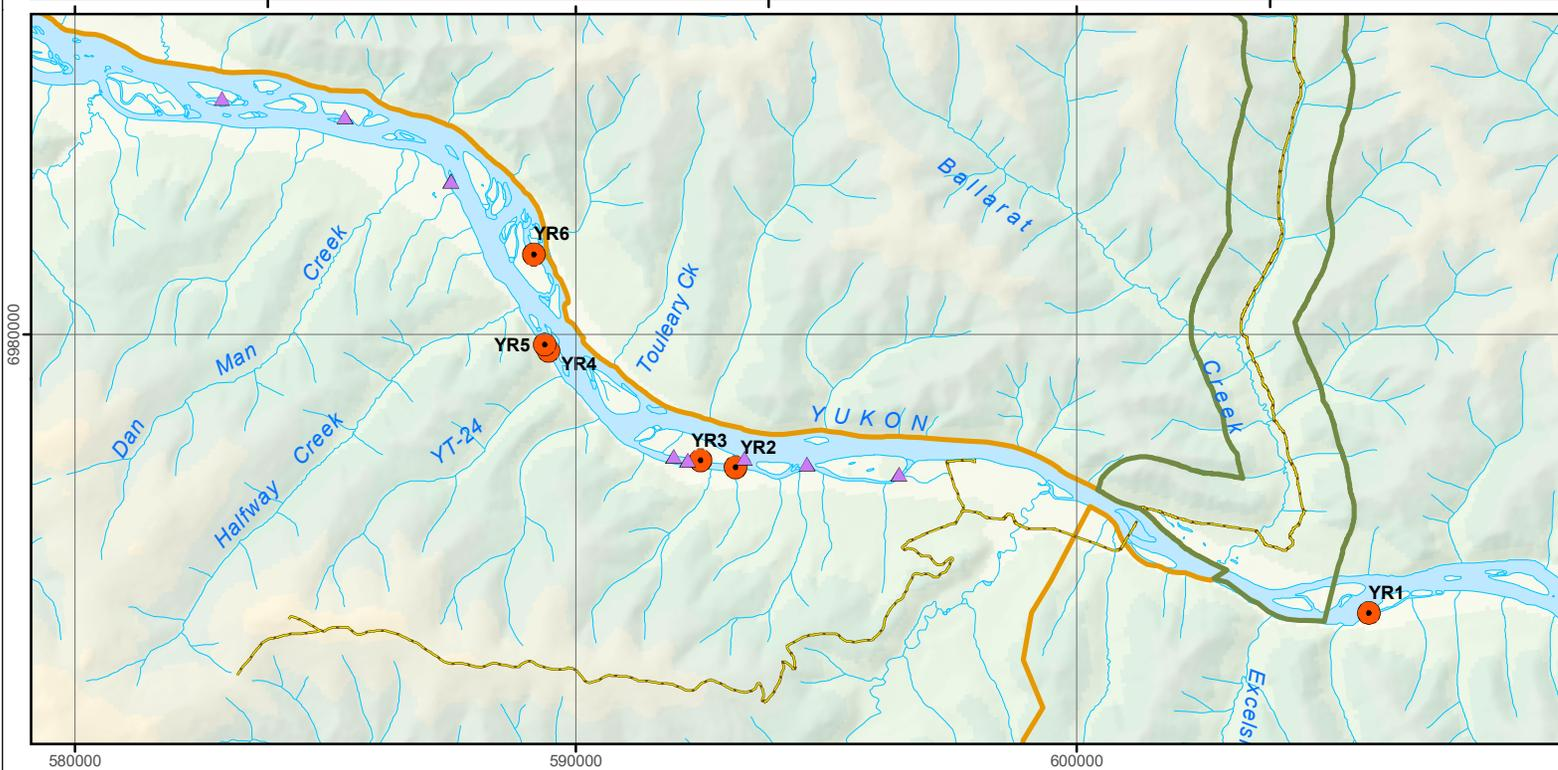 Ballarat
YR6
Creek
Touleary Ck
6980000
YR5
YR4
Man
Creek
Dan
Creek
YT-24
YUKON
YR3
YR2
Halfway
YR1
Excels
580000
590000
600000